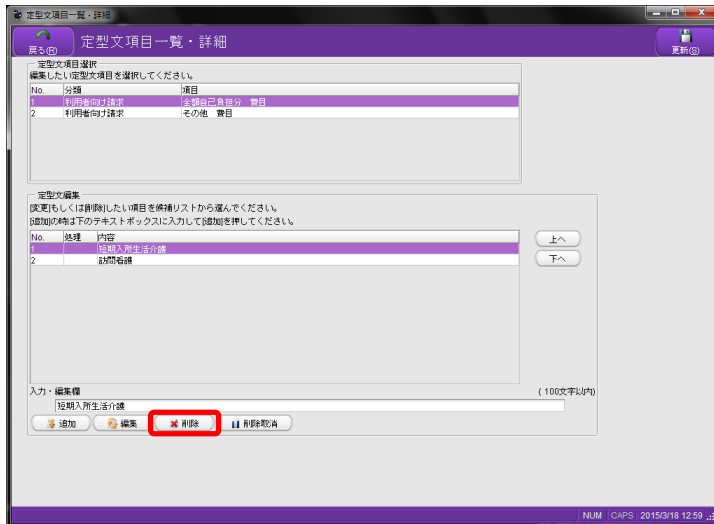 定型文項目一覧・詳細
戻る(R)
定型文項目一覧・詳細
更新(S)
定型文項目選択
編集したい定型文項目を選択してください。
No. 分類 項目
1 利用者向け請求 全額自己負担分 費目
2 利用者向け請求 その他 費目
定型文編集
[変更]もしくは[削除]したい項目を候補リストから選んでください。
[追加]の時は下のテキストボックスに入力して[追加]を押してください。
No. 処理 内容
1 短期入所生活介護
2 訪問看護
上へ
下へ
入力・編集欄 (100文字以内)
短期入所生活介護
追加 編集 削除 削除取消
NUM CAPS 2015/3/18 12:59